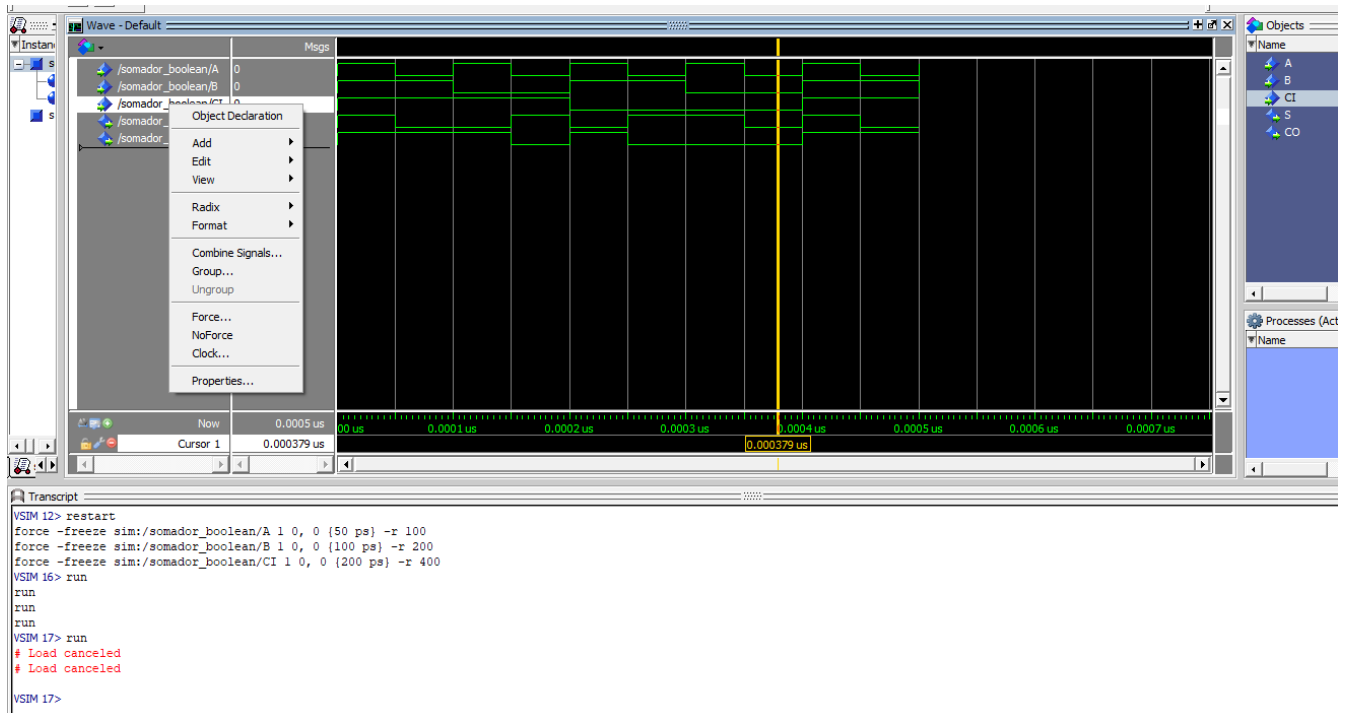 Wave - Default
Objects
Instan
Msgs
Name
s
/somador_boolean/A 0
/somador_boolean/B 0
/somador_boolean/CI 0
/somador_
/somador_
s
A
B
CI
S
CO
Object Declaration
Add
Edit
View
Radix
Format
Combine Signals...
Group...
Ungroup
Force...
NoForce
Clock...
Properties...
Processes (Act
Name
Now 0.0005 us
00 us 0.0001 us 0.0002 us 0.0003 us 0.0004 us 0.0005 us 0.0006 us 0.0007 us
Cursor 1 0.000379 us
0.000379 us
Transcript
VSIM 12> restart
force -freeze sim:/somador_boolean/A 1 0, 0 {50 ps} -r 100
force -freeze sim:/somador_boolean/B 1 0, 0 {100 ps} -r 200
force -freeze sim:/somador_boolean/CI 1 0, 0 {200 ps} -r 400
VSIM 16> run
run
run
run
VSIM 17> run
# Load canceled
# Load canceled
VSIM 17>